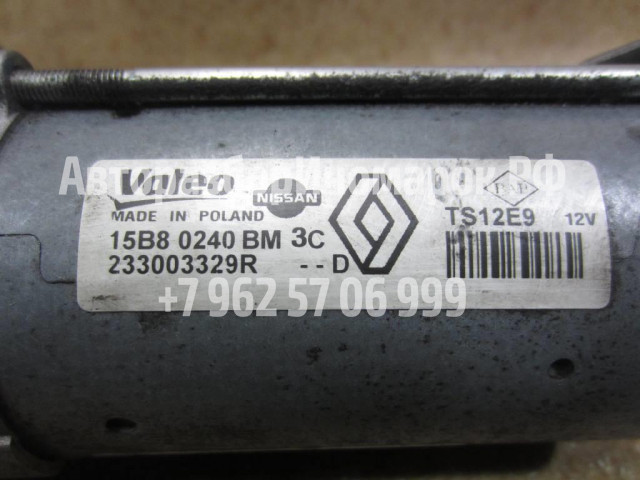 Valeo NISSAN
MADE IN POLAND
15B8 0240 BM 3C
233003329R --D
TS12E9 12V
+7 962 57 06 999